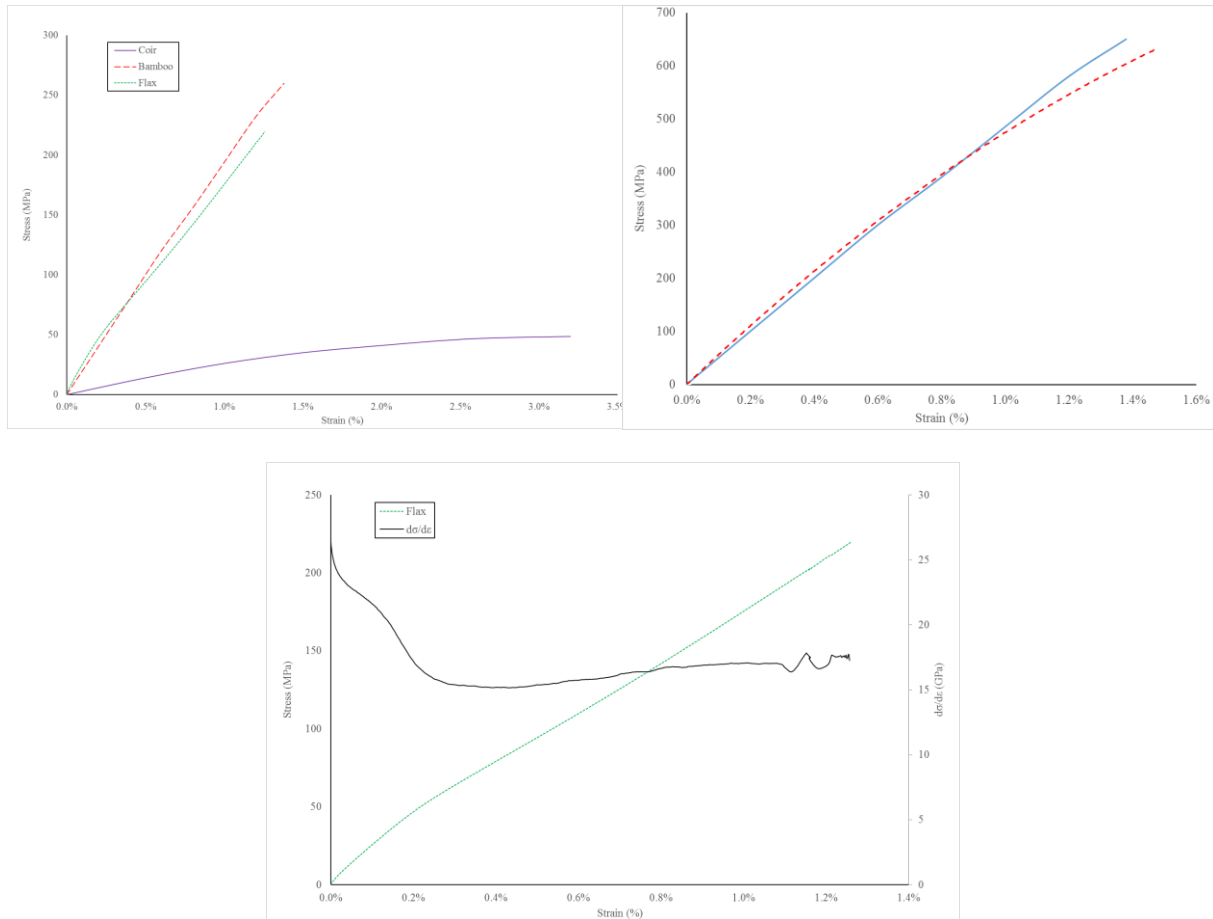 300
250
200
150
100
50
0
Stress (MPa)
Coir
Bamboo
Flax
0.0% 0.5% 1.0% 1.5% 2.0% 2.5% 3.0% 3.5%
Strain (%)
700
600
500
400
300
200
100
0
Stress (MPa)
0.0% 0.2% 0.4% 0.6% 0.8% 1.0% 1.2% 1.4% 1.6%
Strain (%)
250
200
150
100
50
0
Stress (MPa)
Flax
dσ/dε
30
25
20
15
10
5
0
dσ/dε (GPa)
0.0% 0.2% 0.4% 0.6% 0.8% 1.0% 1.2% 1.4%
Strain (%)